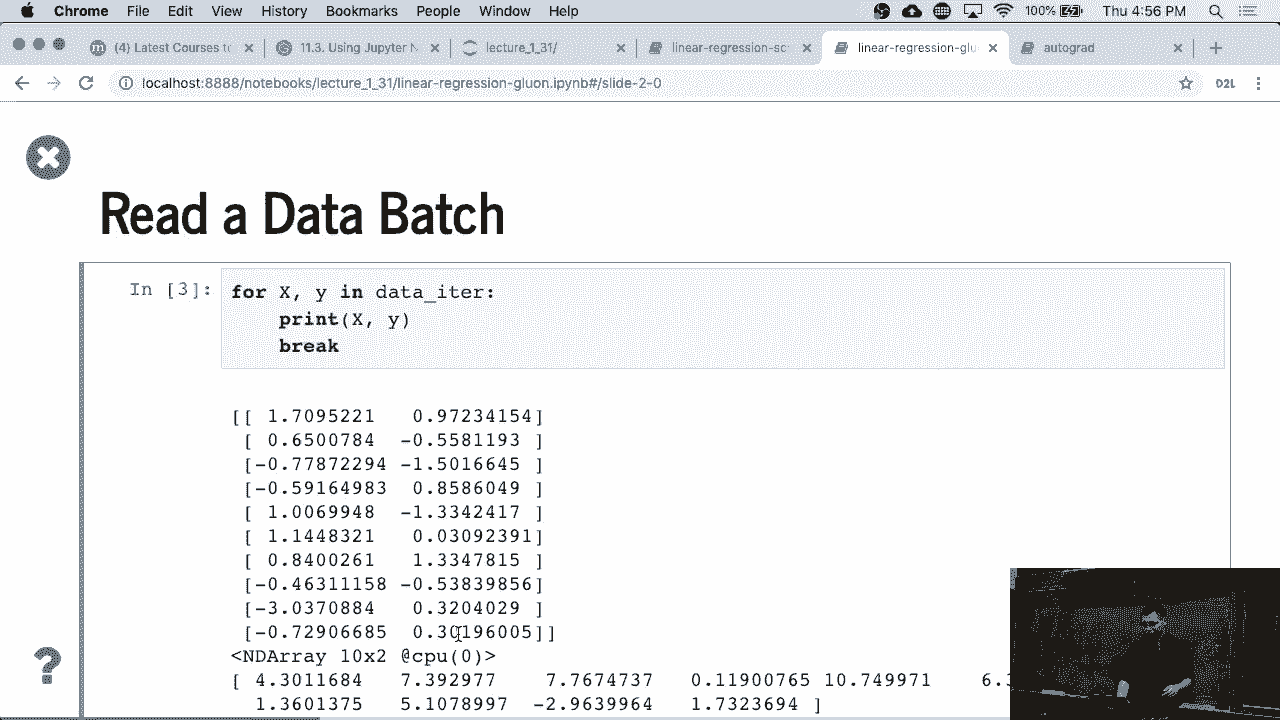 Chrome File Edit View History Bookmarks People Window Help 100% Thu 4:56 PM
(4) Latest Courses 11.3. Using Jupyter lecture_1_31/ linear-regression-sc linear-regression-glu autograd
localhost:8888/notebooks/lecture_1_31/linear-regression-gluon.ipynb#/slide-2-0 D2L
Read a Data Batch
In [3]: for X, y in data_iter:
print(X, y)
break
[[ 1.7095221 0.97234154]
[ 0.6500784 -0.5581193 ]
[-0.77872294 -1.5016645 ]
[-0.59164983 0.8586049 ]
[ 1.0069948 -1.3342417 ]
[ 1.1448321 0.03092391]
[ 0.8400261 1.3347815 ]
[-0.46311158 -0.53839856]
[-3.0370884 0.3204029 ]
[-0.72906685 0.30196005]]
<NDArray 10x2 @cpu(0)>
[ 4.3011684 7.392977 7.7674737 0.11900765 10.749971
1.3601375 5.1078997 -2.9639964 1.7323694 ]